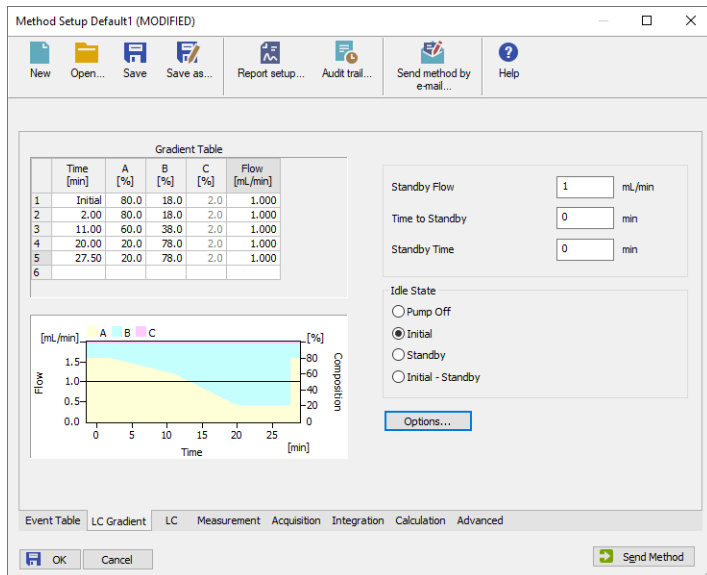 Method Setup Default1 (MODIFIED)
New Open... Save Save as... Report setup... Audit trail... Send method by e-mail... Help
Gradient Table
Time [min] A [%] B [%] C [%] Flow [mL/min]
1 Initial 80.0 18.0 2.0 1.000
2 2.00 80.0 18.0 2.0 1.000
3 11.00 60.0 38.0 2.0 1.000
4 20.00 20.0 78.0 2.0 1.000
5 27.50 20.0 78.0 2.0 1.000
6
Standby Flow 1 mL/min
Time to Standby 0 min
Standby Time 0 min
Idle State
Pump Off
Initial
Standby
Initial - Standby
Options...
[mL/min] A B C [%]
1.5 80
1.0 60
0.5 40
0.0 20
0
Flow
Composition
0 5 10 15 20 25 [min]
Time
Event Table LC Gradient LC Measurement Acquisition Integration Calculation Advanced
OK Cancel Send Method